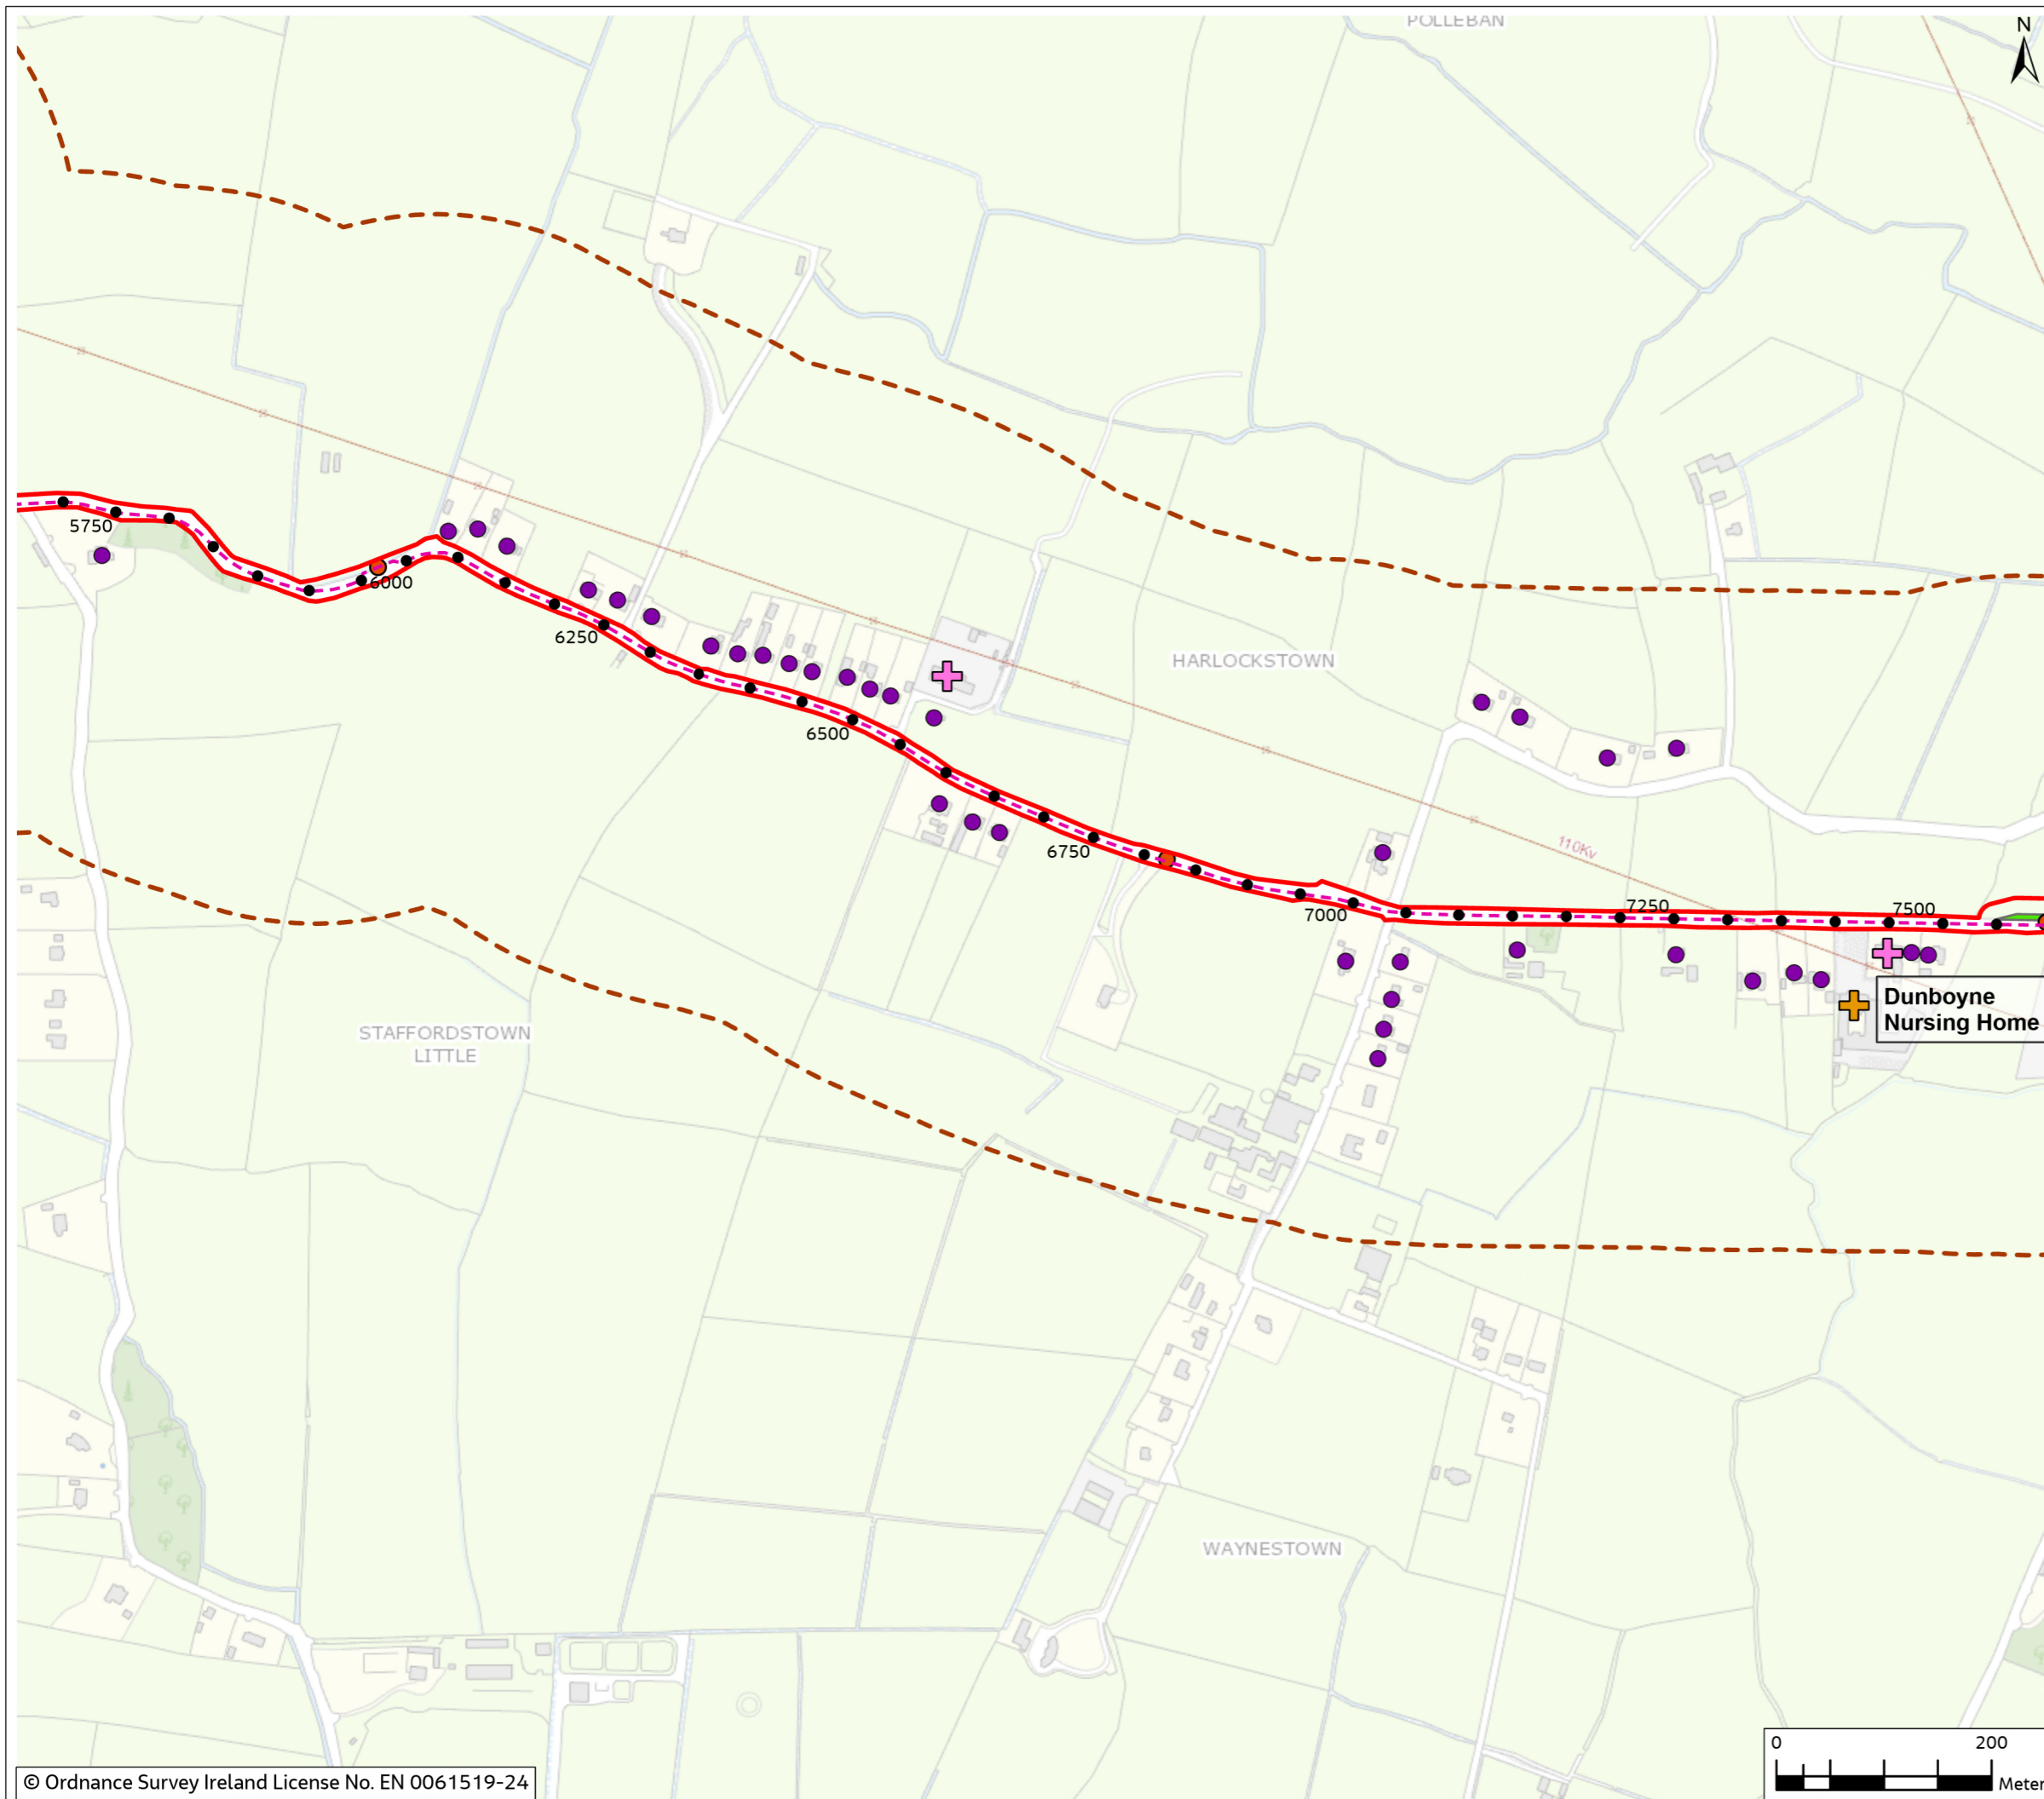 POLLEBAN
N
5750
6000
6250
HARLOCKSTOWN
6500
6750
110Kv
7000
7250
7500
Dunboyne
Nursing Home
STAFFORDSTOWN
LITTLE
WAYNESTOWN
0 200
Meter
© Ordnance Survey Ireland License No. EN 0061519-24